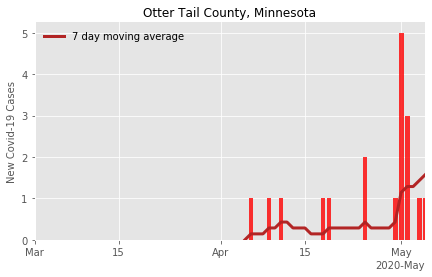 Otter Tail County, Minnesota
7 day moving average
New Covid-19 Cases
5
4
3
2
1
0
Mar 15 Apr 15 May
2020-May